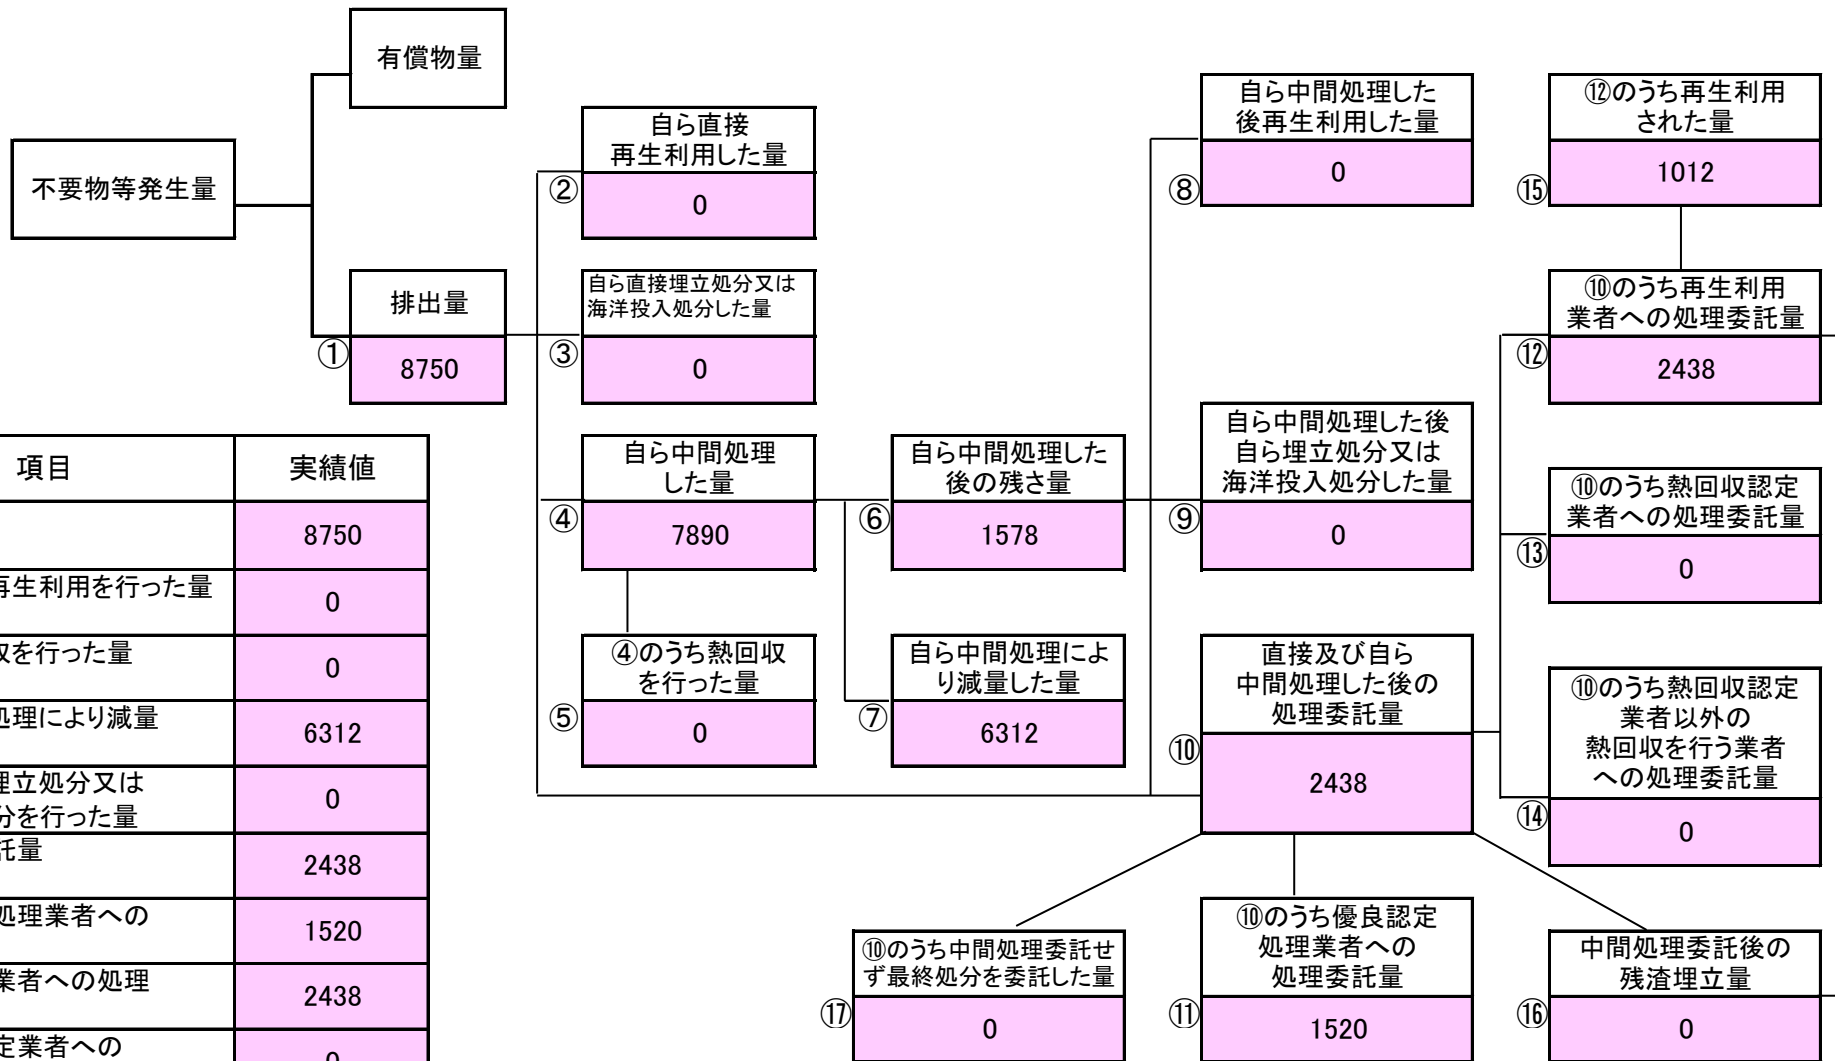 有償物量
不要物等発生量
排出量
①
8750
自ら直接
再生利用した量
②
0
自ら直接埋立処分又は
海洋投入処分した量
③
0
自ら中間処理
した量
④
7890
④のうち熱回収
を行った量
⑤
0
自ら中間処理した
後の残さ量
⑥
1578
自ら中間処理によ
り減量した量
⑦
6312
自ら中間処理した
後再生利用した量
⑧
0
自ら中間処理した後
自ら埋立処分又は
海洋投入処分した量
⑨
0
直接及び自ら
中間処理した後の
処理委託量
⑩
2438
⑫のうち再生利用
された量
⑮
1012
⑩のうち再生利用
業者への処理委託量
⑫
2438
⑩のうち熱回収認定
業者への処理委託量
⑬
0
⑩のうち熱回収認定
業者以外の
熱回収を行う業者
への処理委託量
⑭
0
⑩のうち中間処理委託せ
ず最終処分を委託した量
⑰
0
⑩のうち優良認定
処理業者への
処理委託量
⑪
1520
中間処理委託後の
残渣埋立量
⑯
0
項目 実績値
8750
再生利用を行った量 0
を行った量 0
処理により減量 6312
埋立処分又は
分を行った量 0
託量 2438
処理業者への 1520
業者への処理 2438
定業者への 0